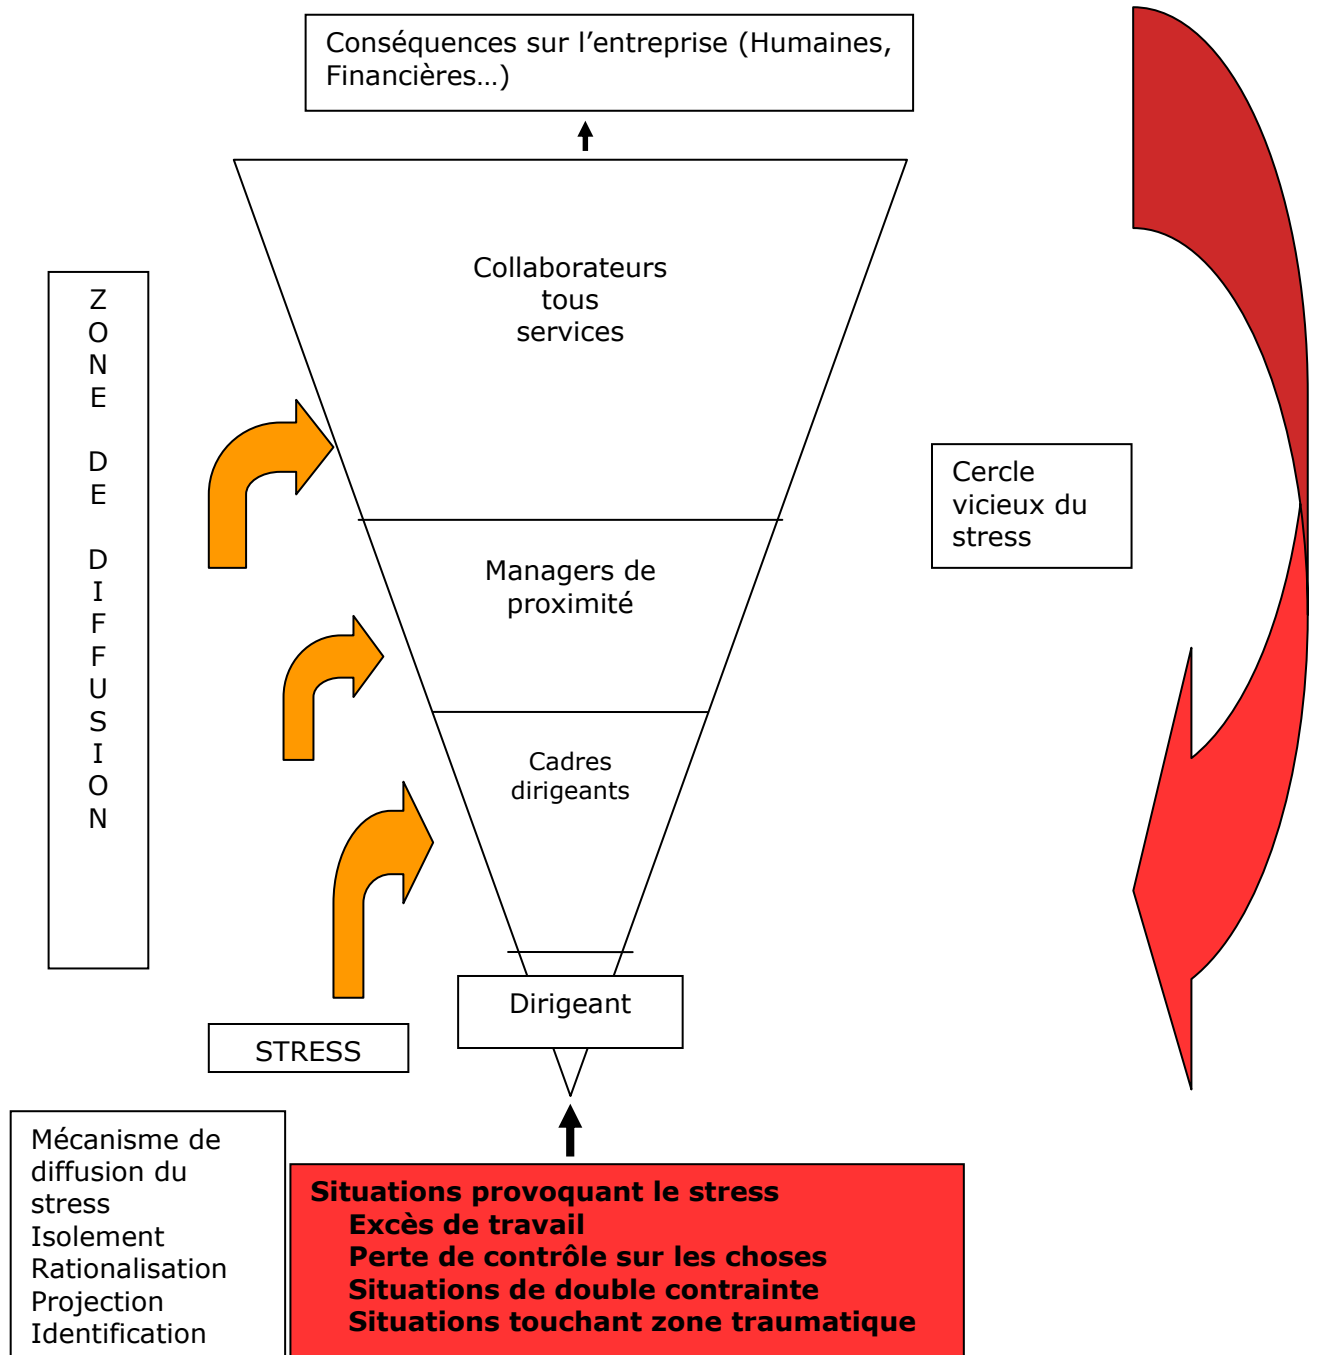 Conséquences sur l’entreprise (Humaines,
Financières…)
Collaborateurs
tous
services
Z
O
N
E
D
E
D
I
F
F
U
S
I
O
N
Cercle
vicieux du
stress
Managers de
proximité
Cadres
dirigeants
Dirigeant
STRESS
Mécanisme de
diffusion du
stress
Isolement
Rationalisation
Projection
Identification
Situations provoquant le stress
Excès de travail
Perte de contrôle sur les choses
Situations de double contrainte
Situations touchant zone traumatique